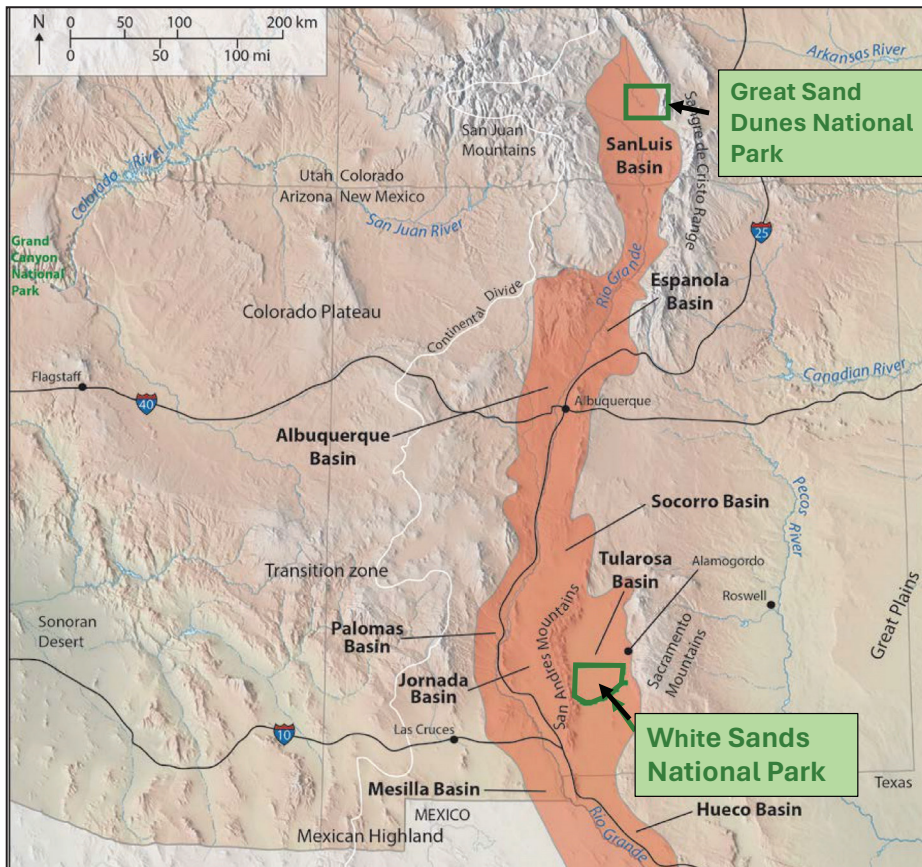 0 50 100 200 km
N
0 50 100 mi
Arkansas River
Great Sand
Dunes National
Park
San Juan
Mountains
Sangre de Cristo Range
SanLuis
Basin
Colorado River
Utah Colorado
Arizona New Mexico
San Juan River
25
Grand
Canyon
National
Park
Rio Grande
Espanola
Basin
Continental Divide
Colorado Plateau
Canadian River
Flagstaff
40
Albuquerque
Albuquerque
Basin
Pecos River
Socorro Basin
Tularosa
Basin
Alamogordo
Transition zone
Roswell
Sonoran
Desert
Palomas
Basin
San Andres Mountains
Sacramento
Mountains
Great Plains
Jornada
Basin
10
Las Cruces
White Sands
National Park
Mesilla Basin
Texas
MEXICO
Hueco Basin
Mexican Highland
Rio Grande